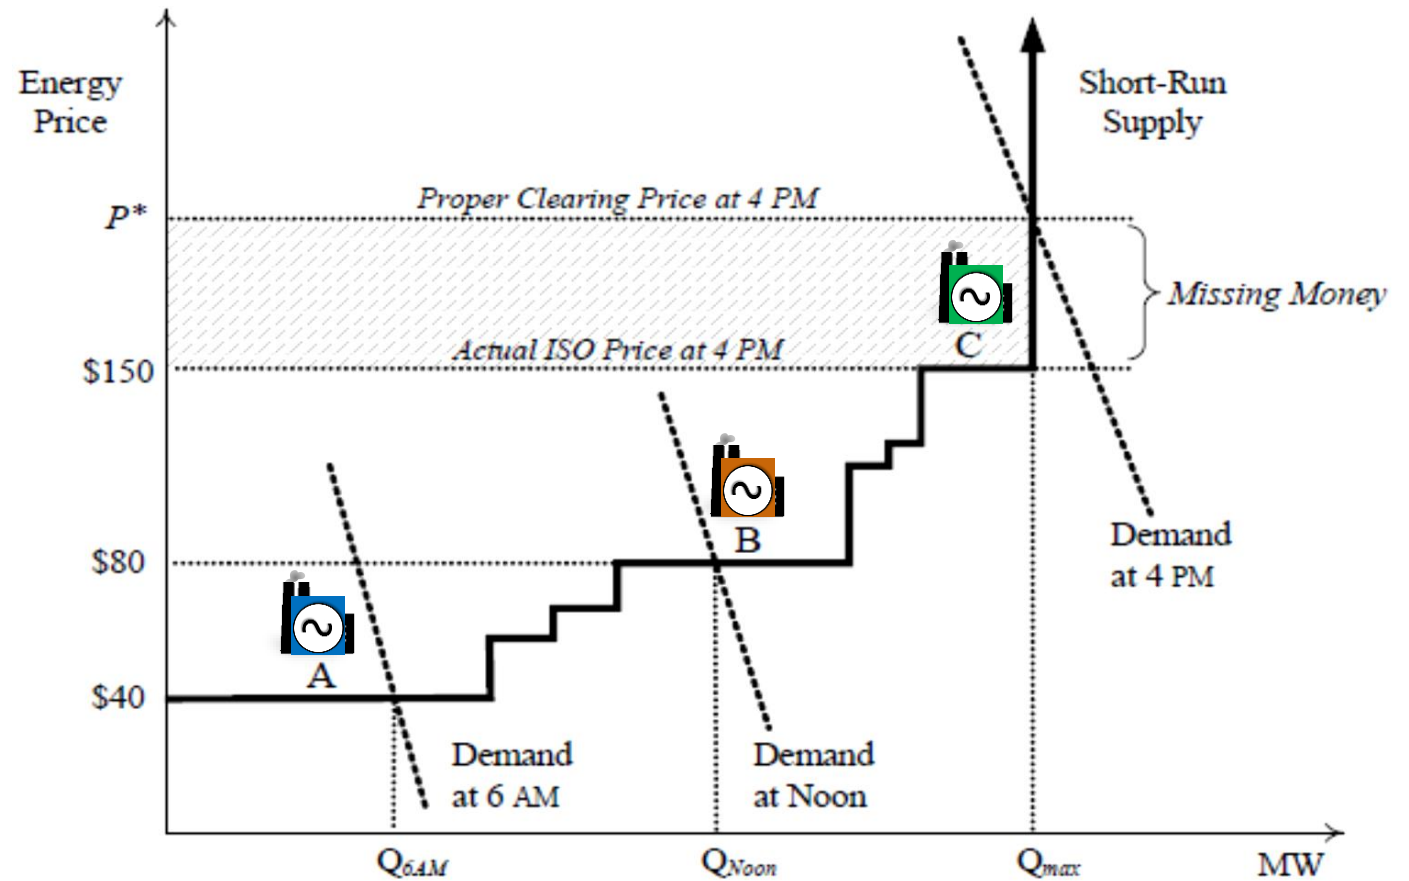 Energy
Price
Short-Run
Supply
Proper Clearing Price at 4 PM
P*
Missing Money
C
Actual ISO Price at 4 PM
$150
B
Demand
at 4 PM
$80
A
$40
Demand
at 6 AM
Demand
at Noon
Q6AM
QNoon
Qmax
MW